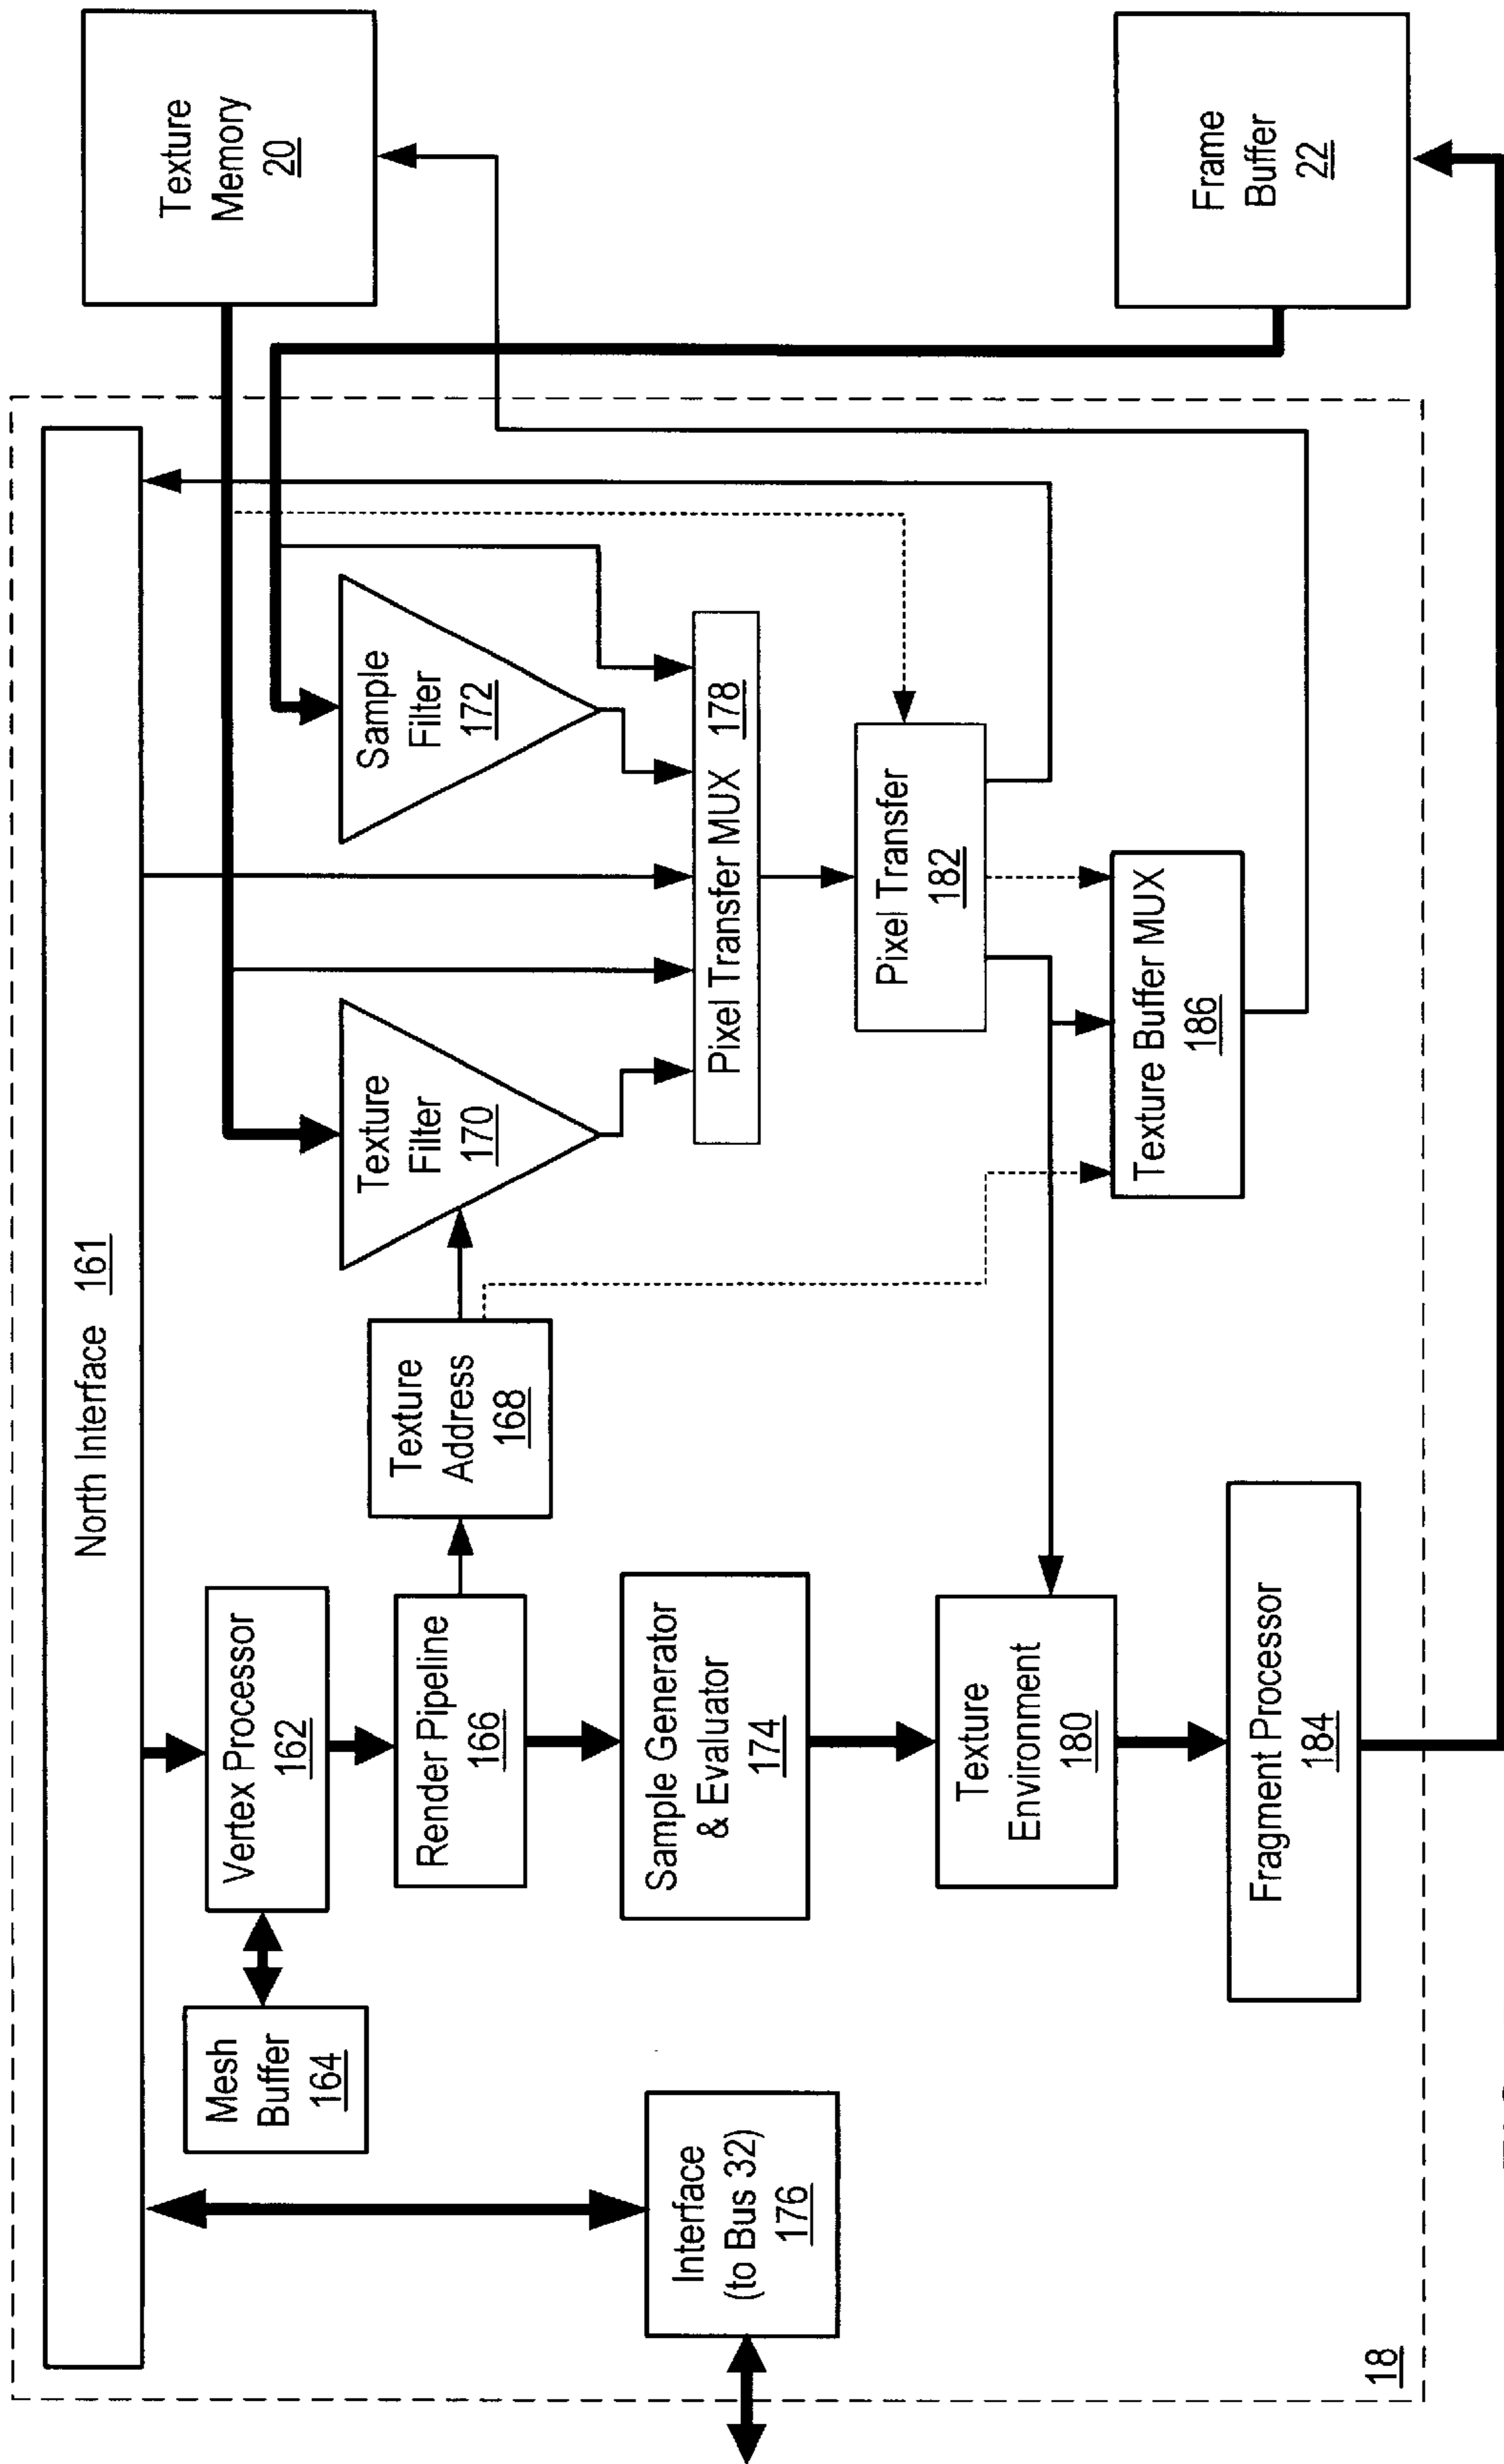 North Interface 161
Mesh
Buffer
164
Vertex Processor
162
Render Pipeline
166
Texture
Address
168
Texture
Filter
170
Sample
Filter
172
Texture
Memory
20
Interface
(to Bus 32)
176
Sample Generator
& Evaluator
174
Pixel Transfer MUX 178
Pixel Transfer
182
Texture
Environment
180
Texture Buffer MUX
186
Fragment Processor
184
Frame
Buffer
22
18